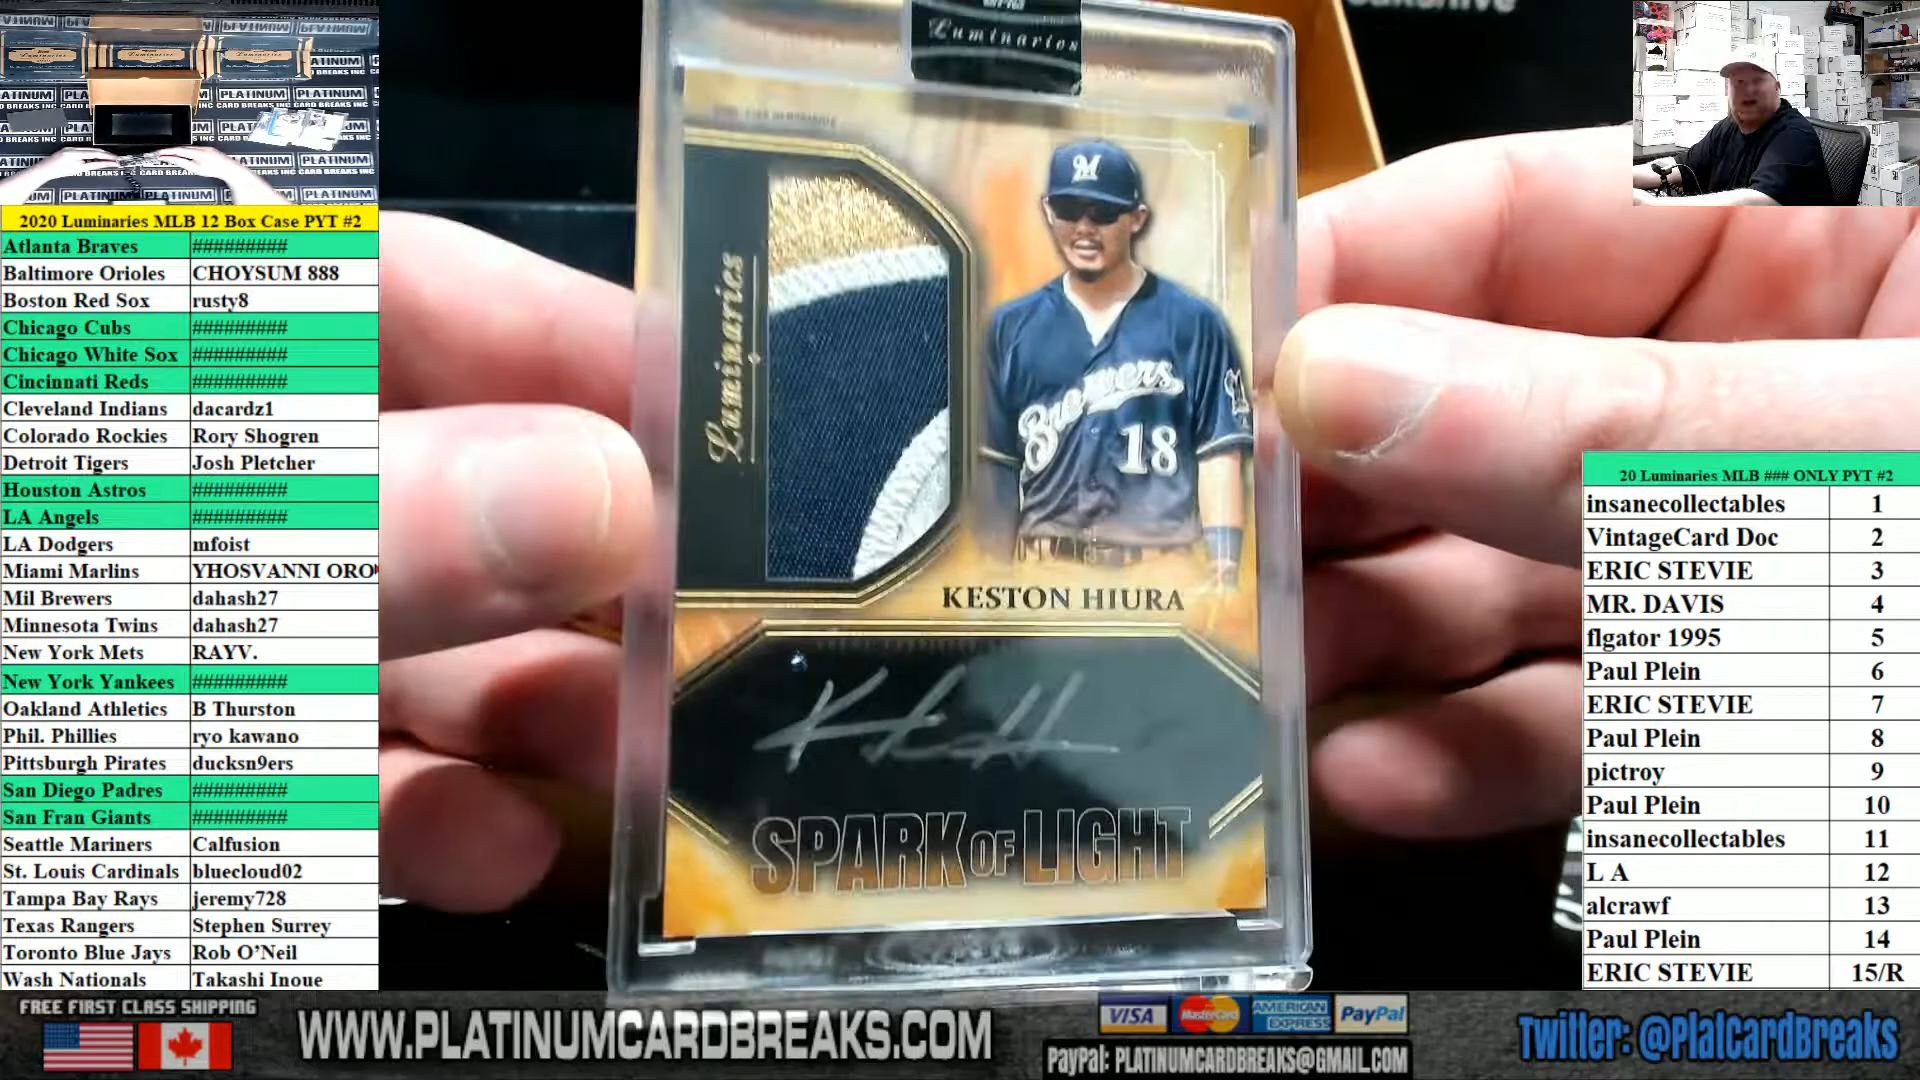 2020 Luminaries MLB 12 Box Case PYT #2
Atlanta Braves #########
Baltimore Orioles CHOYSUM 888
Boston Red Sox rusty8
Chicago Cubs #########
Chicago White Sox #########
Cincinnati Reds #########
Cleveland Indians dacardz1
Colorado Rockies Rory Shogren
Detroit Tigers Josh Pletcher
Houston Astros #########
LA Angels #########
LA Dodgers mfoist
Miami Marlins YHOSVANNI ORO
Mil Brewers dahash27
Minnesota Twins dahash27
New York Mets RAYV.
New York Yankees #########
Oakland Athletics B Thurston
Phil. Phillies ryo kawano
Pittsburgh Pirates ducksn9ers
San Diego Padres #########
San Fran Giants #########
Seattle Mariners Calfusion
St. Louis Cardinals bluecloud02
Tampa Bay Rays jeremy728
Texas Rangers Stephen Surrey
Toronto Blue Jays Rob O'Neil
Wash Nationals Takashi Inoue
Luminaries
Luminaries
M
Brewers
18
KESTON HIURA
SPARK OF LIGHT
20 Luminaries MLB ### ONLY PYT #2
insanecollectables 1
VintageCard Doc 2
ERIC STEVIE 3
MR. DAVIS 4
flgator 1995 5
Paul Plein 6
ERIC STEVIE 7
Paul Plein 8
pictroy 9
Paul Plein 10
insanecollectables 11
L A 12
alcrawf 13
Paul Plein 14
ERIC STEVIE 15/R
FREE FIRST CLASS SHIPPING
WWW.PLATINUMCARDBREAKS.COM
VISA MasterCard AMERICAN EXPRESS PayPal
PayPal: PLATINUMCARDBREAKS@GMAIL.COM
Twitter: @PlatCardBreaks